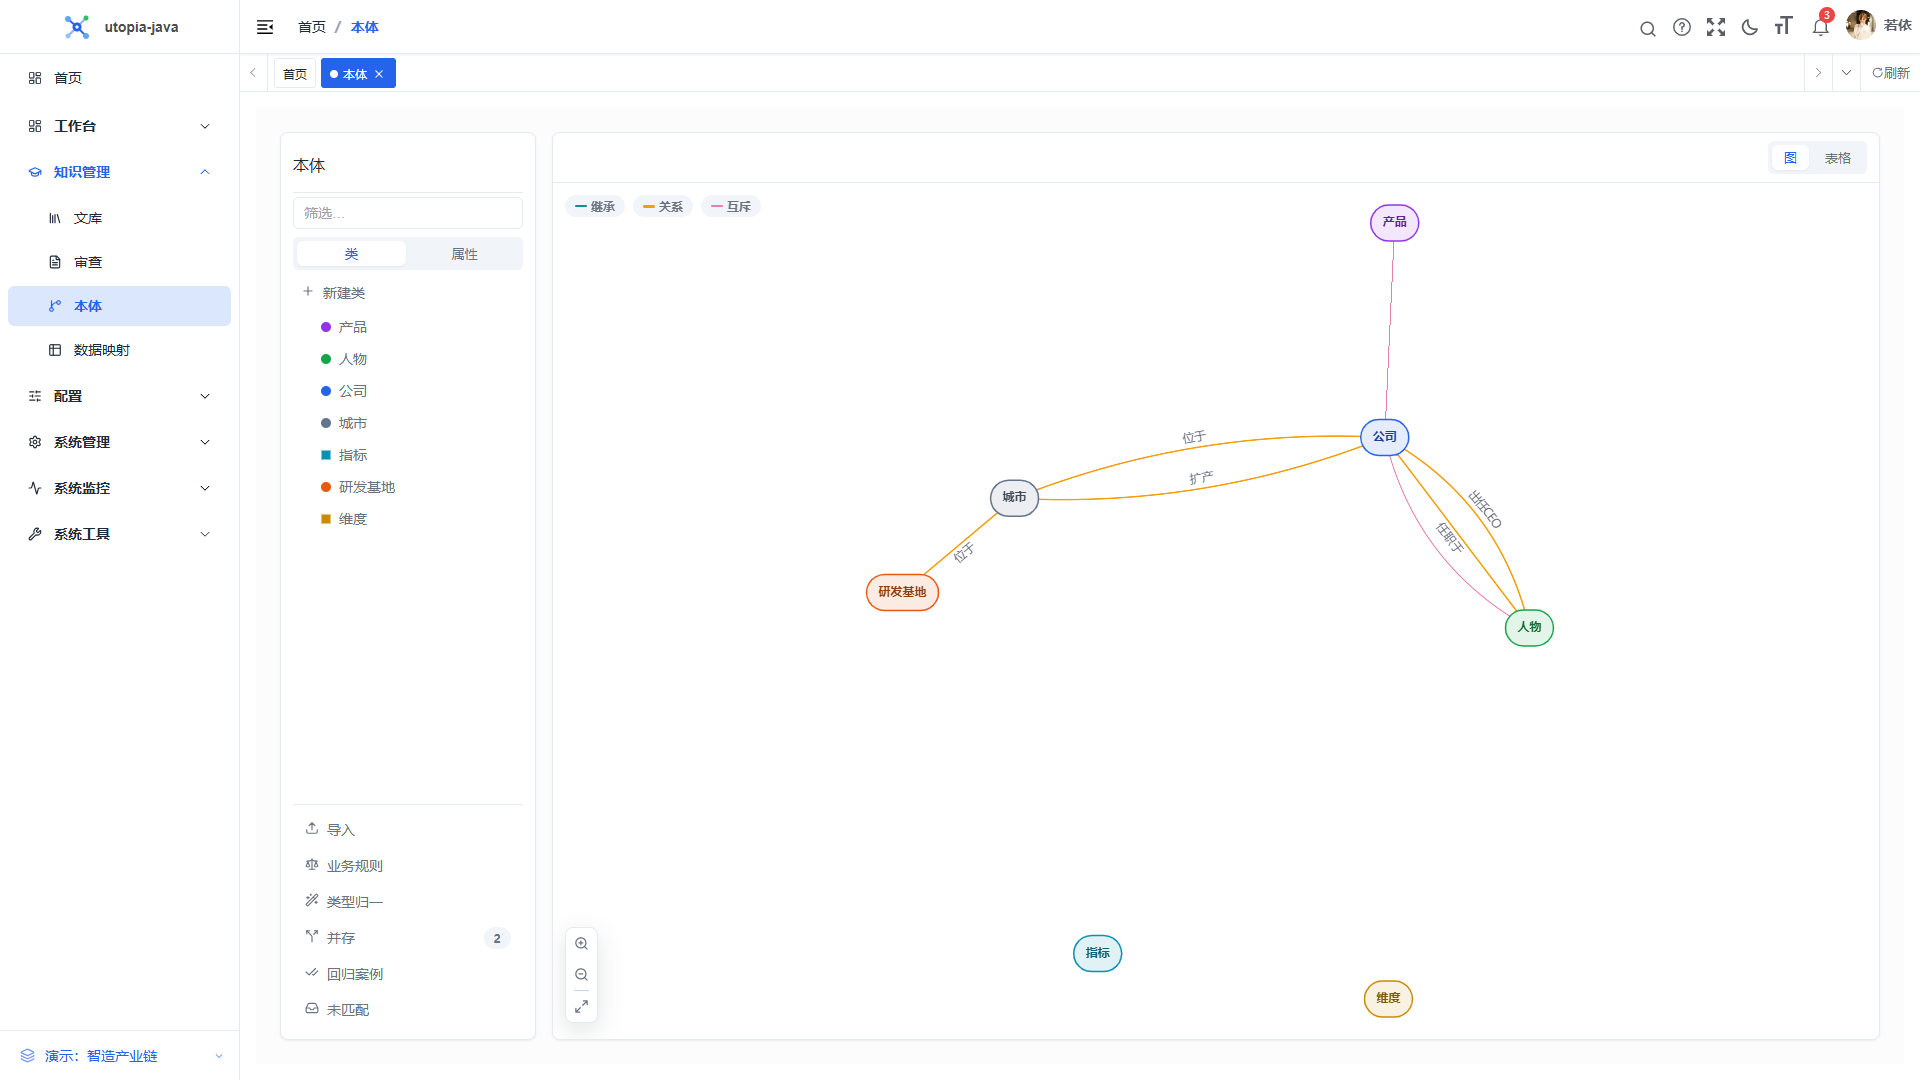 utopia-java
首页 / 本体
3
若依
首页
本体
刷新
首页
工作台
知识管理
文库
审查
本体
数据映射
配置
系统管理
系统监控
系统工具
演示：智造产业链
本体
筛选...
类
属性
新建类
产品
人物
公司
城市
指标
研发基地
维度
导入
业务规则
类型归一
并存
2
回归案例
未匹配
图
表格
继承
关系
互斥
产品
公司
位于
扩产
城市
出任CEO
任职于
位于
研发基地
人物
指标
维度